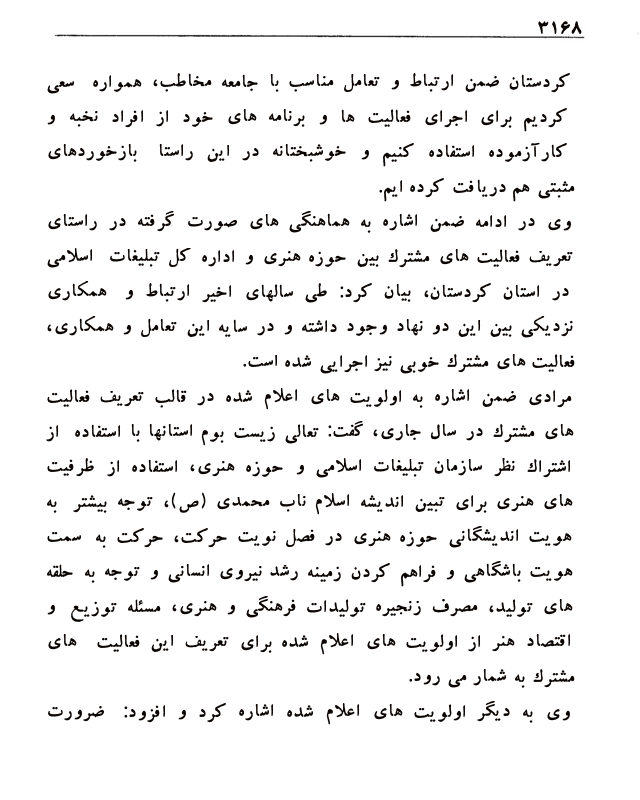 ۳۱۶۸
کردستان ضمن ارتباط و تعامل مناسب با جامعه مخاطب، همواره سعی
کردیم برای اجرای فعالیت ها و برنامه های خود از افراد نخبه و
کارآزموده استفاده کنیم و خوشبختانه در این راستا بازخوردهای
مثبتی هم دریافت کرده ایم.
وی در ادامه ضمن اشاره به هماهنگی های صورت گرفته در راستای
تعریف فعالیت های مشترك بین حوزه هنری و اداره کل تبلیغات اسلامی
در استان کردستان، بیان کرد: طی سالهای اخیر ارتباط و همکاری
نزدیکی بین این دو نهاد وجود داشته و در سایه این تعامل و همکاری،
فعالیت های مشترك خوبی نیز اجرایی شده است.
مرادی ضمن اشاره به اولویت های اعلام شده در قالب تعریف فعالیت
های مشترك در سال جاری، گفت: تعالی زیست بوم استانها با استفاده از
اشتراك نظر سازمان تبلیغات اسلامی و حوزه هنری، استفاده از ظرفیت
های هنری برای تبین اندیشه اسلام ناب محمدی (ص)، توجه بیشتر به
هویت اندیشگانی حوزه هنری در فصل نویت حرکت، حرکت به سمت
هویت باشگاهی و فراهم کردن زمینه رشد نیروی انسانی و توجه به حلقه
های تولید، مصرف زنجیره تولیدات فرهنگی و هنری، مسئله توزیع و
اقتصاد هنر از اولویت های اعلام شده برای تعریف این فعالیت های
مشترك به شمار می رود.
وی به دیگر اولویت های اعلام شده اشاره کرد و افزود: ضرورت